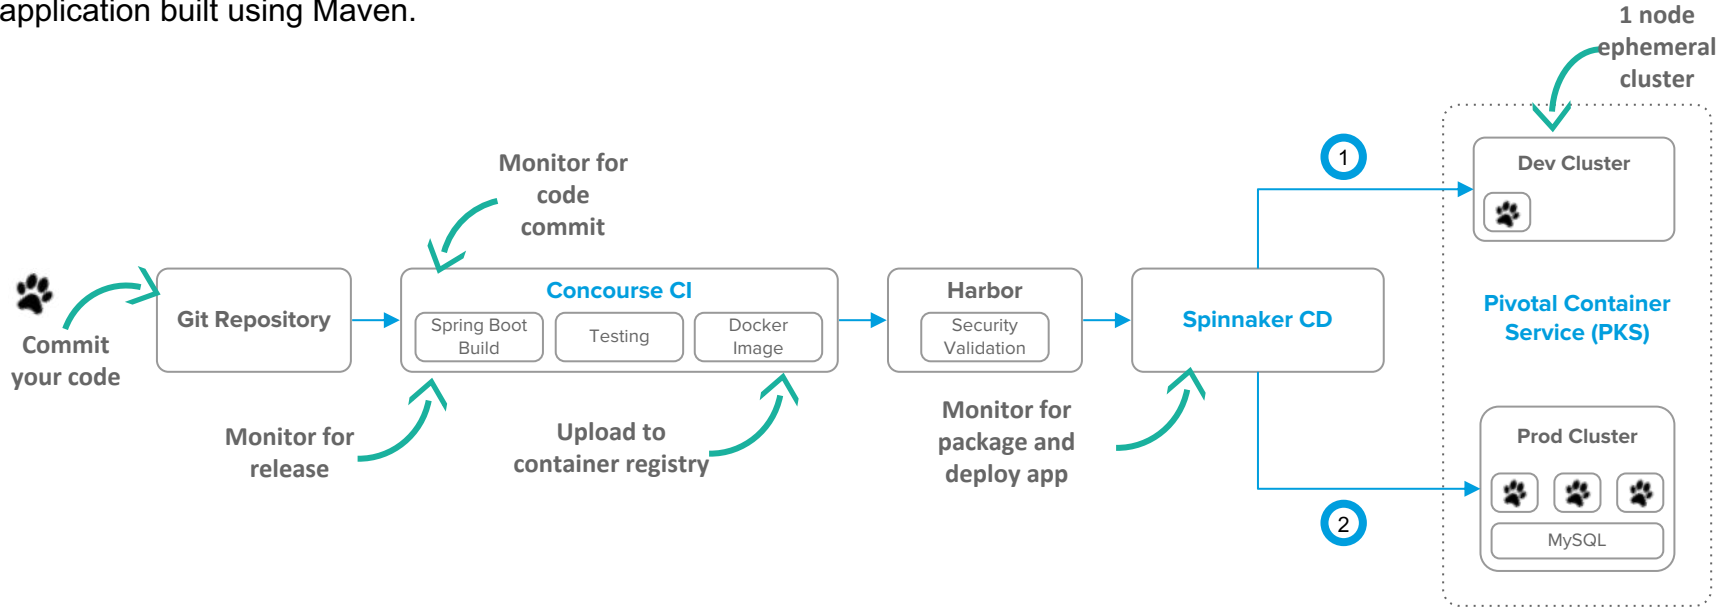 application built using Maven.
1 node
ephemeral
cluster
1
Dev Cluster
Monitor for
code
commit
Commit
your code
Git Repository
Concourse CI
Spring Boot
Build
Testing
Docker
Image
Harbor
Security
Validation
Spinnaker CD
Pivotal Container
Service (PKS)
Monitor for
release
Upload to
container registry
Monitor for
package and
deploy app
Prod Cluster
MySQL
2